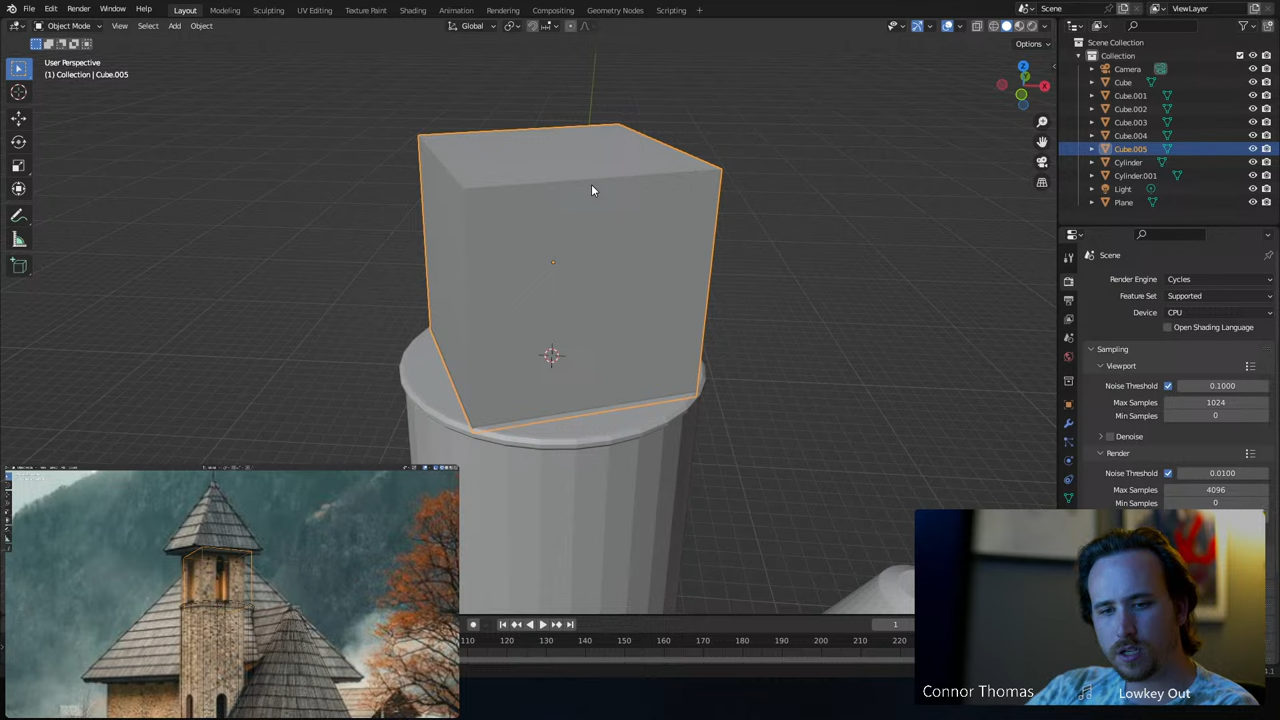 File Edit Render Window Help Layout Modeling Sculpting UV Editing Texture Paint Shading Animation Rendering Compositing Geometry Nodes Scripting + Scene ViewLayer
Object Mode View Select Add Object Global
Options
User Perspective
(1) Collection | Cube.005
Scene Collection
Collection
Camera
Cube
Cube.001
Cube.002
Cube.003
Cube.004
Cube.005
Cylinder
Cylinder.001
Light
Plane
Scene
Render Engine Cycles
Feature Set Supported
Device CPU
Open Shading Language
Sampling
Viewport
Noise Threshold 0.1000
Max Samples 1024
Min Samples 0
Denoise
Render
Noise Threshold 0.0100
Max Samples 4096
Min Samples 0
1
110 120 130 140 150 160 170 180 190 200 210 220
Connor Thomas Lowkey Out